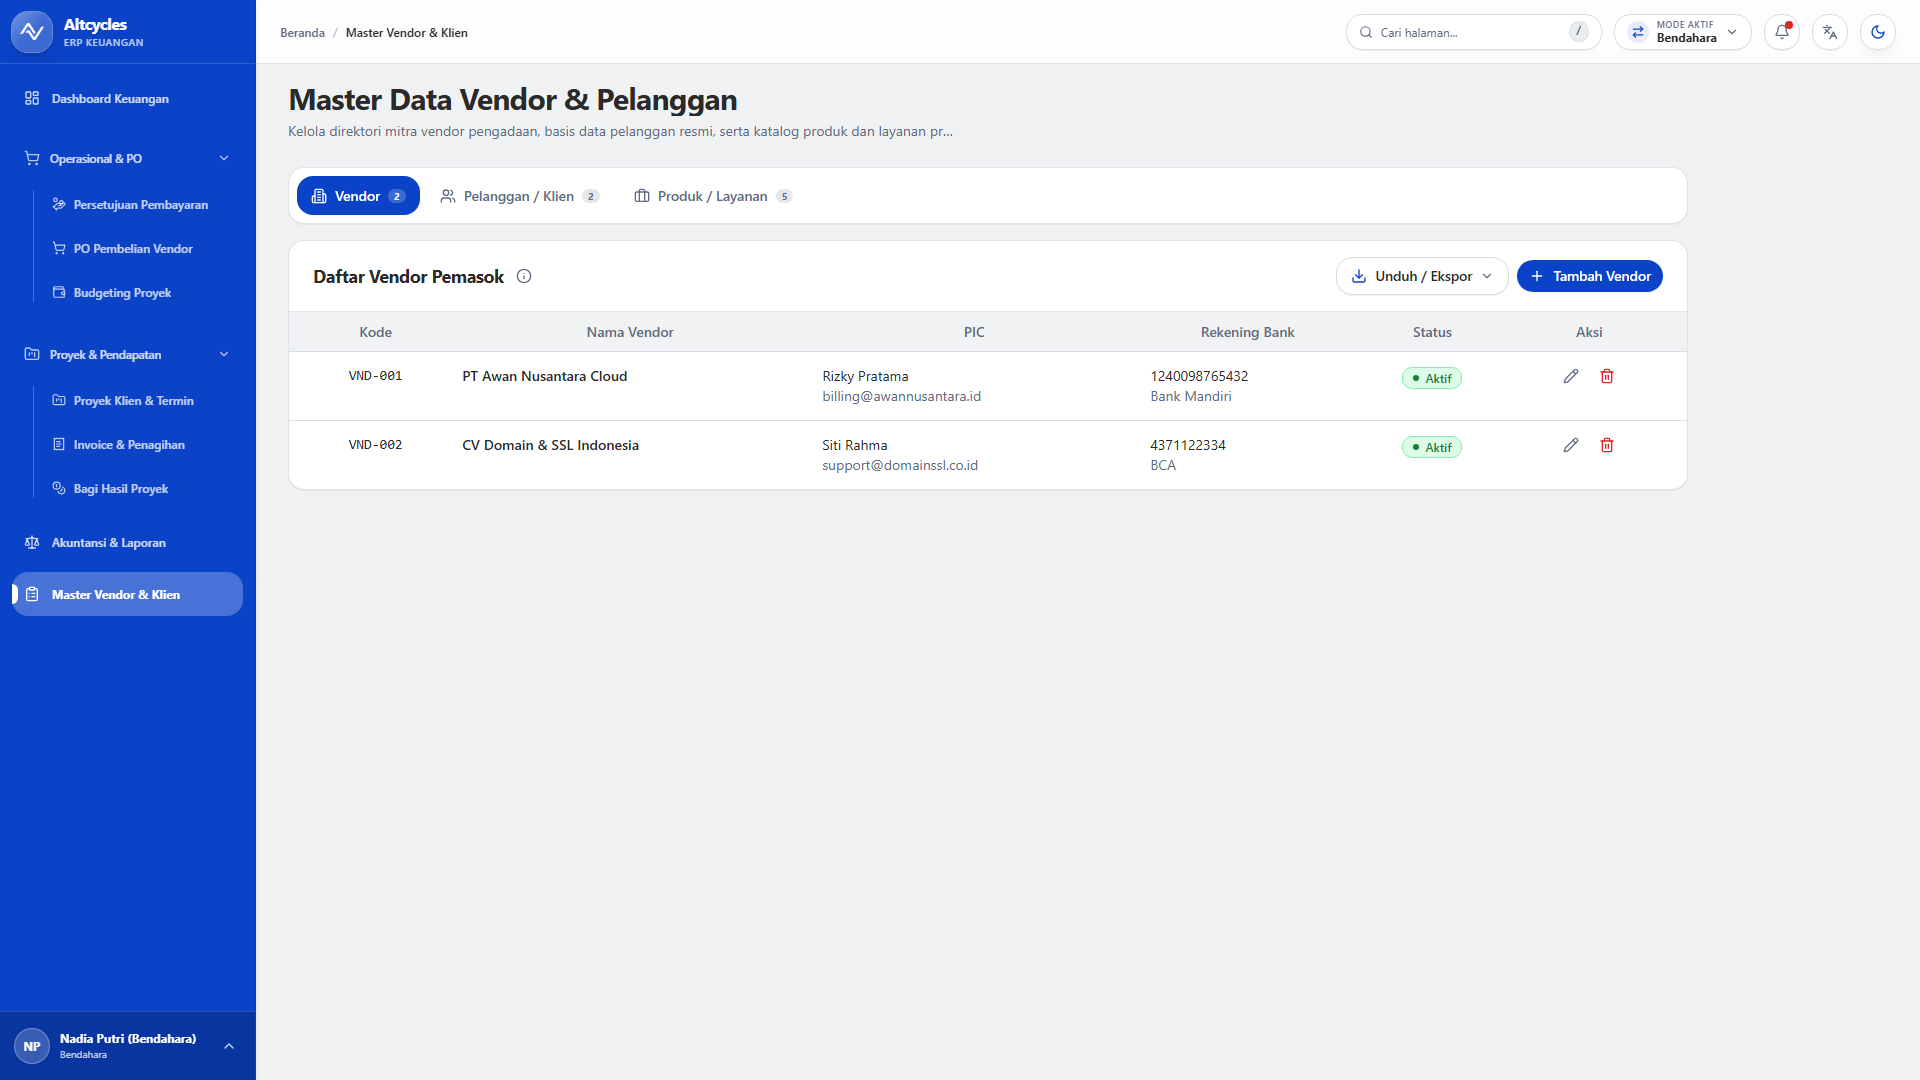 Altcycles
ERP KEUANGAN
Dashboard Keuangan
Operasional & PO
Persetujuan Pembayaran
PO Pembelian Vendor
Budgeting Proyek
Proyek & Pendapatan
Proyek Klien & Termin
Invoice & Penagihan
Bagi Hasil Proyek
Akuntansi & Laporan
Master Vendor & Klien
NP
Nadia Putri (Bendahara)
Bendahara
Beranda / Master Vendor & Klien
Cari halaman... /
MODE AKTIF
Bendahara
Master Data Vendor & Pelanggan
Kelola direktori mitra vendor pengadaan, basis data pelanggan resmi, serta katalog produk dan layanan pr...
Vendor 2 Pelanggan / Klien 2 Produk / Layanan 5
Daftar Vendor Pemasok
Unduh / Ekspor
Tambah Vendor
Kode Nama Vendor PIC Rekening Bank Status Aksi
VND-001 PT Awan Nusantara Cloud Rizky Pratama 1240098765432 Aktif
billing@awannusantara.id Bank Mandiri
VND-002 CV Domain & SSL Indonesia Siti Rahma 4371122334 Aktif
support@domainssl.co.id BCA